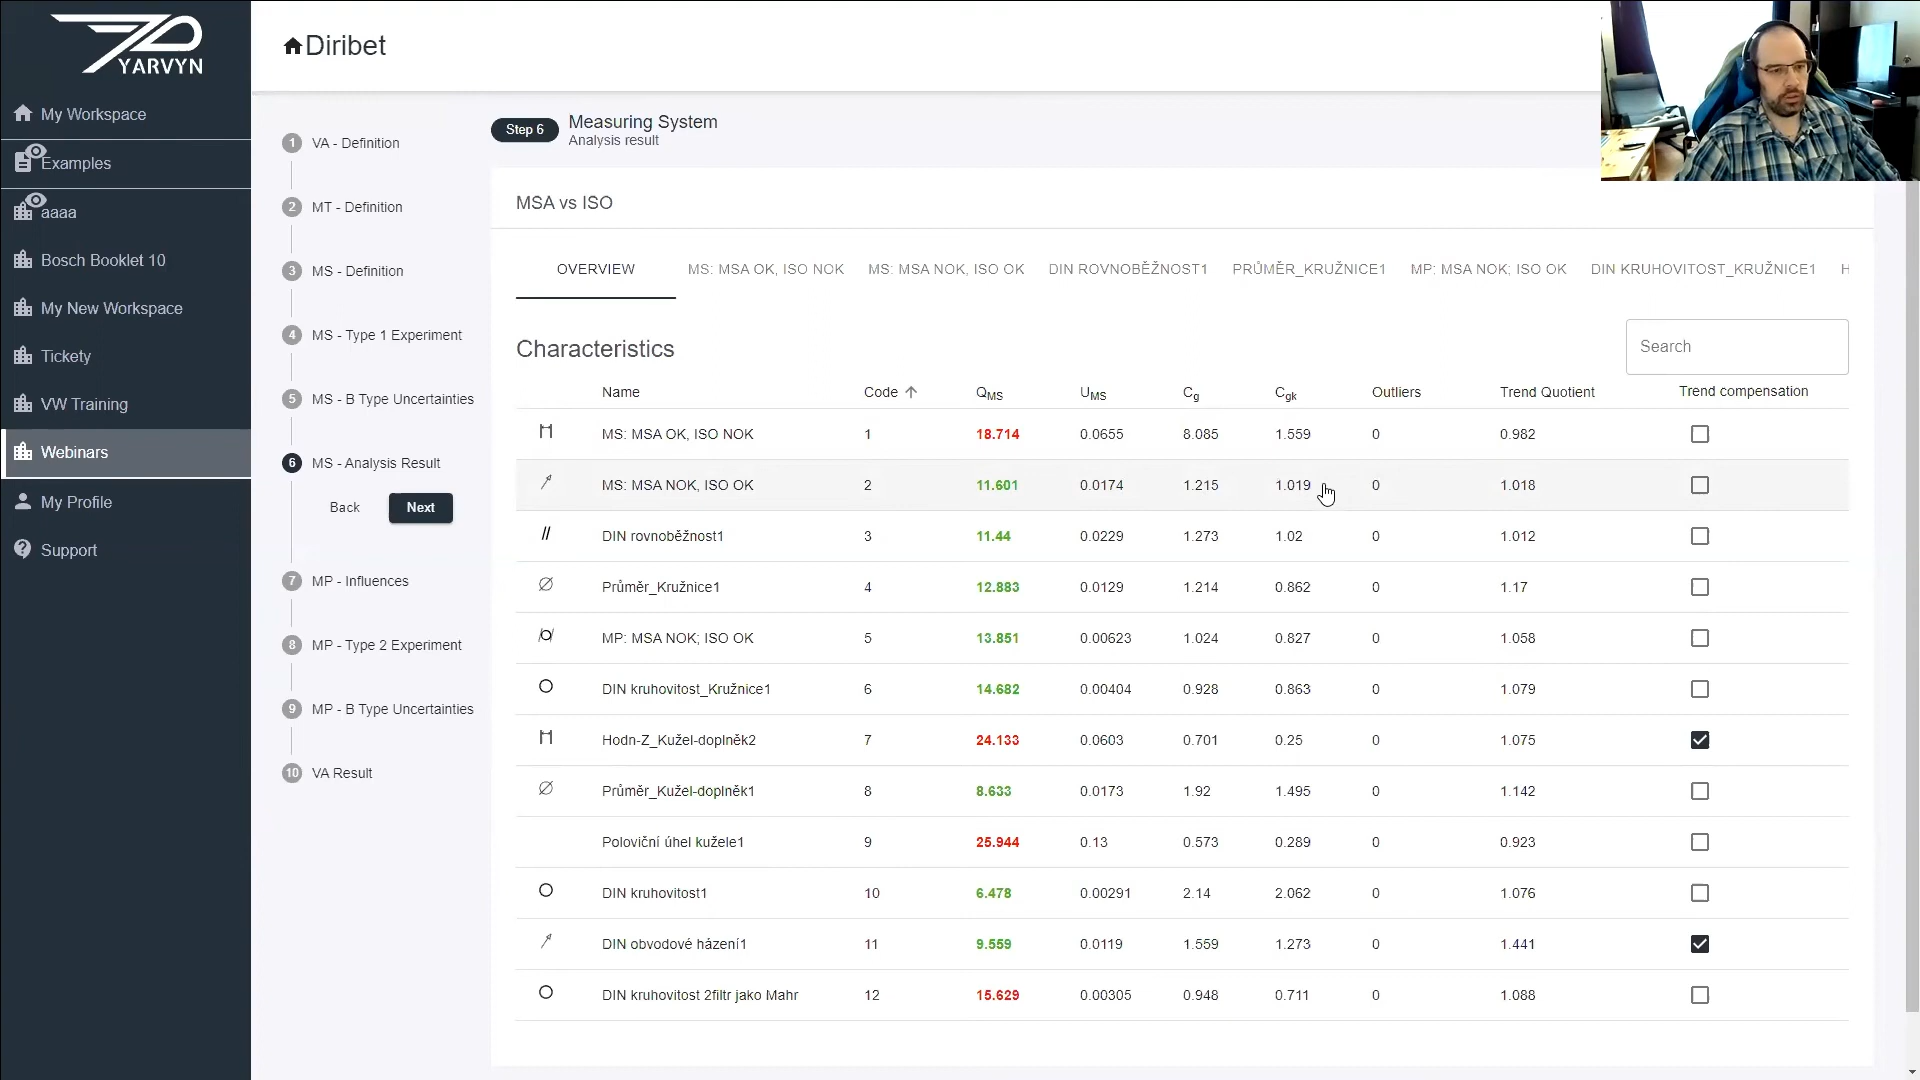 YARVYN
My Workspace
Examples
aaaa
Bosch Booklet 10
My New Workspace
Tickety
VW Training
Webinars
My Profile
Support
Diribet
1 VA - Definition
2 MT - Definition
3 MS - Definition
4 MS - Type 1 Experiment
5 MS - B Type Uncertainties
6 MS - Analysis Result
Back Next
7 MP - Influences
8 MP - Type 2 Experiment
9 MP - B Type Uncertainties
10 VA Result
Step 6 Measuring System
Analysis result
MSA vs ISO
OVERVIEW MS: MSA OK, ISO NOK MS: MSA NOK, ISO OK DIN ROVNOBĚŽNOST1 PRŮMĚR_KRUŽNICE1 MP: MSA NOK; ISO OK DIN KRUHOVITOST_KRUŽNICE1 H
Characteristics Search
Name Code QMS UMS Cg Cgk Outliers Trend Quotient Trend compensation
MS: MSA OK, ISO NOK 1 18.714 0.0655 8.085 1.559 0 0.982
MS: MSA NOK, ISO OK 2 11.601 0.0174 1.215 1.019 0 1.018
DIN rovnoběžnost1 3 11.44 0.0229 1.273 1.02 0 1.012
Průměr_Kružnice1 4 12.883 0.0129 1.214 0.862 0 1.17
MP: MSA NOK; ISO OK 5 13.851 0.00623 1.024 0.827 0 1.058
DIN kruhovitost_Kružnice1 6 14.682 0.00404 0.928 0.863 0 1.079
Hodn-Z_Kužel-doplněk2 7 24.133 0.0603 0.701 0.25 0 1.075
Průměr_Kužel-doplněk1 8 8.633 0.0173 1.92 1.495 0 1.142
Poloviční úhel kužele1 9 25.944 0.13 0.573 0.289 0 0.923
DIN kruhovitost1 10 6.478 0.00291 2.14 2.062 0 1.076
DIN obvodové házení1 11 9.559 0.0119 1.559 1.273 0 1.441
DIN kruhovitost 2filtr jako Mahr 12 15.629 0.00305 0.948 0.711 0 1.088